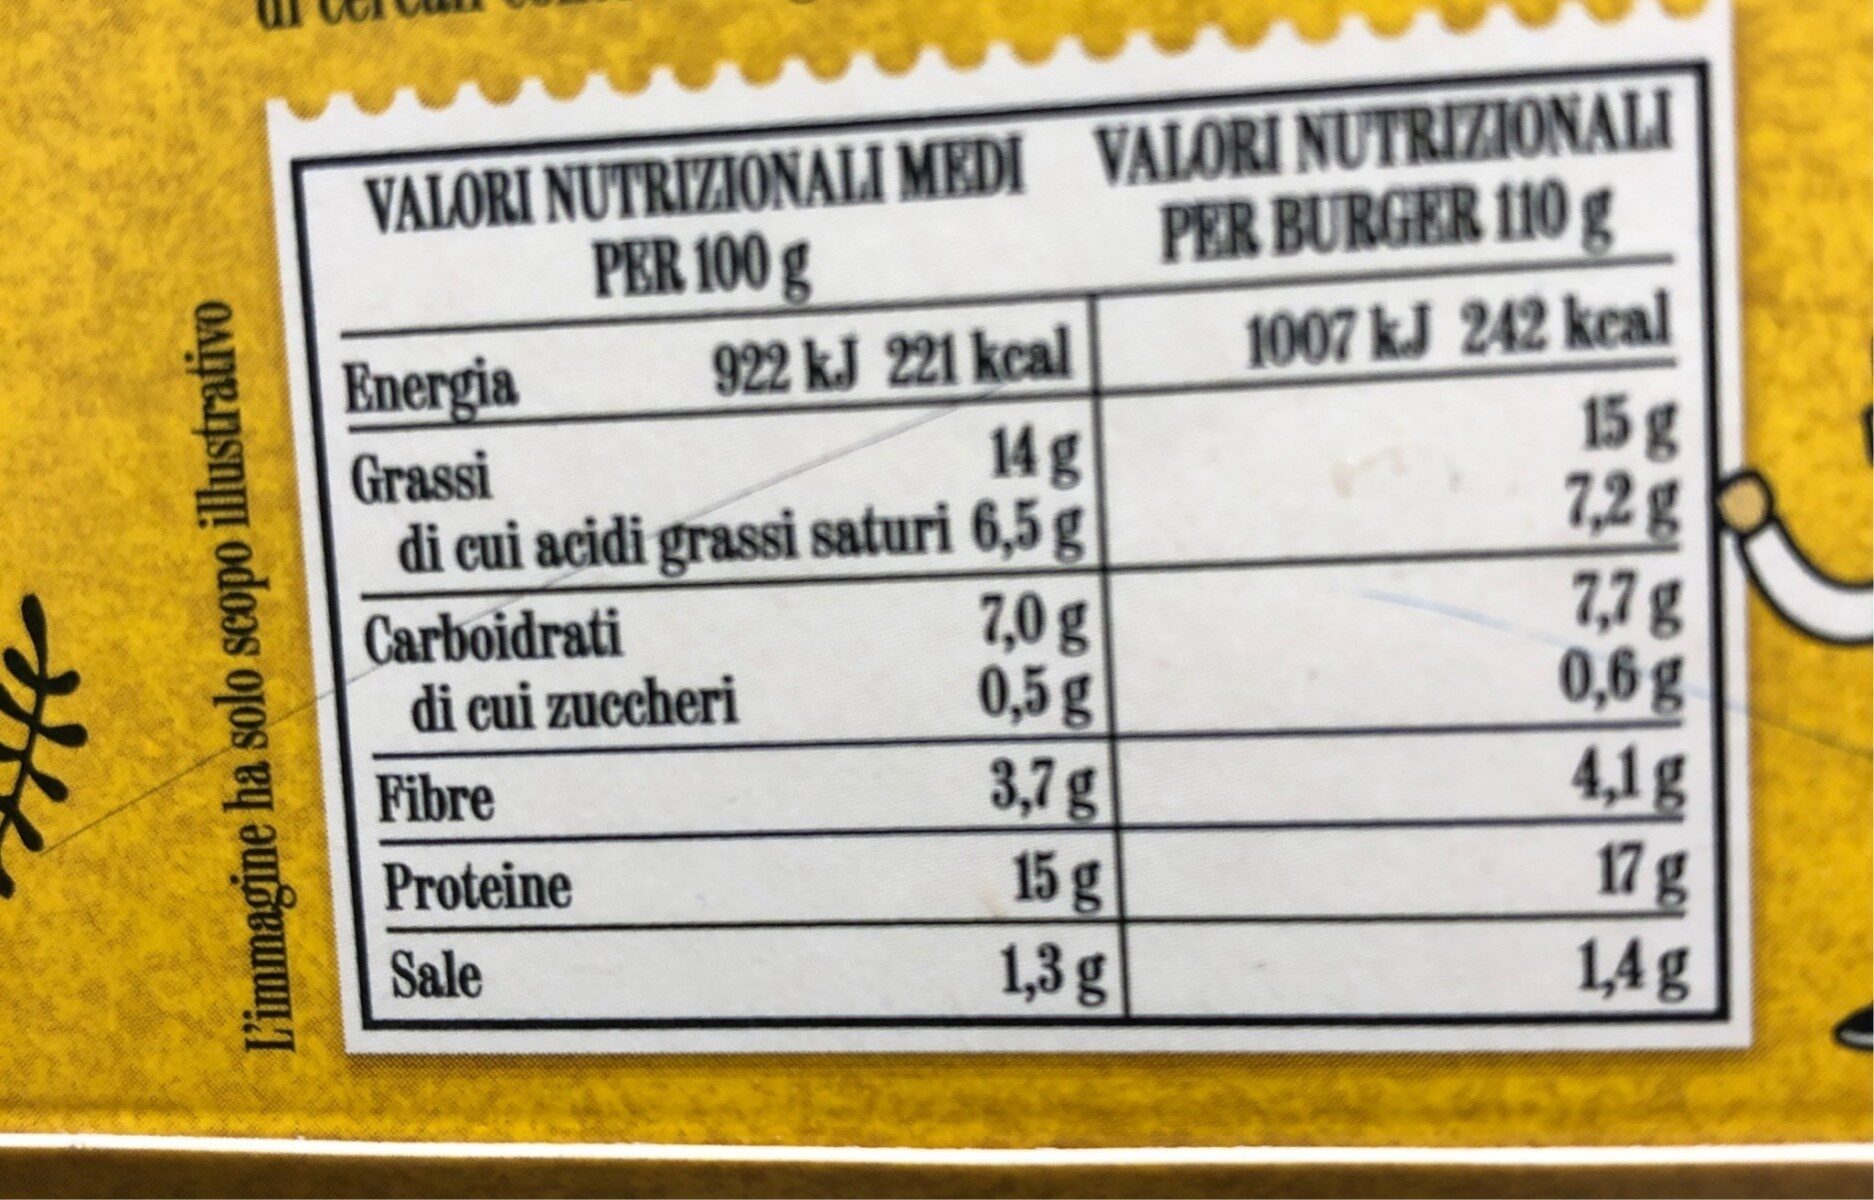 VALORI NUTRIZIONALI MEDI PER 100 g VALORI NUTRIZIONALI PER BURGER 110 g
Energia 922 kJ 221 kcal 1007 kJ 242 kcal
Grassi 14 g 15 g
di cui acidi grassi saturi 6,5 g 7,2 g
Carboidrati 7,0 g 7,7 g
di cui zuccheri 0,5 g 0,6 g
Fibre 3,7 g 4,1 g
Proteine 15 g 17 g
Sale 1,3 g 1,4 g
L'immagine ha solo scopo illustrativo